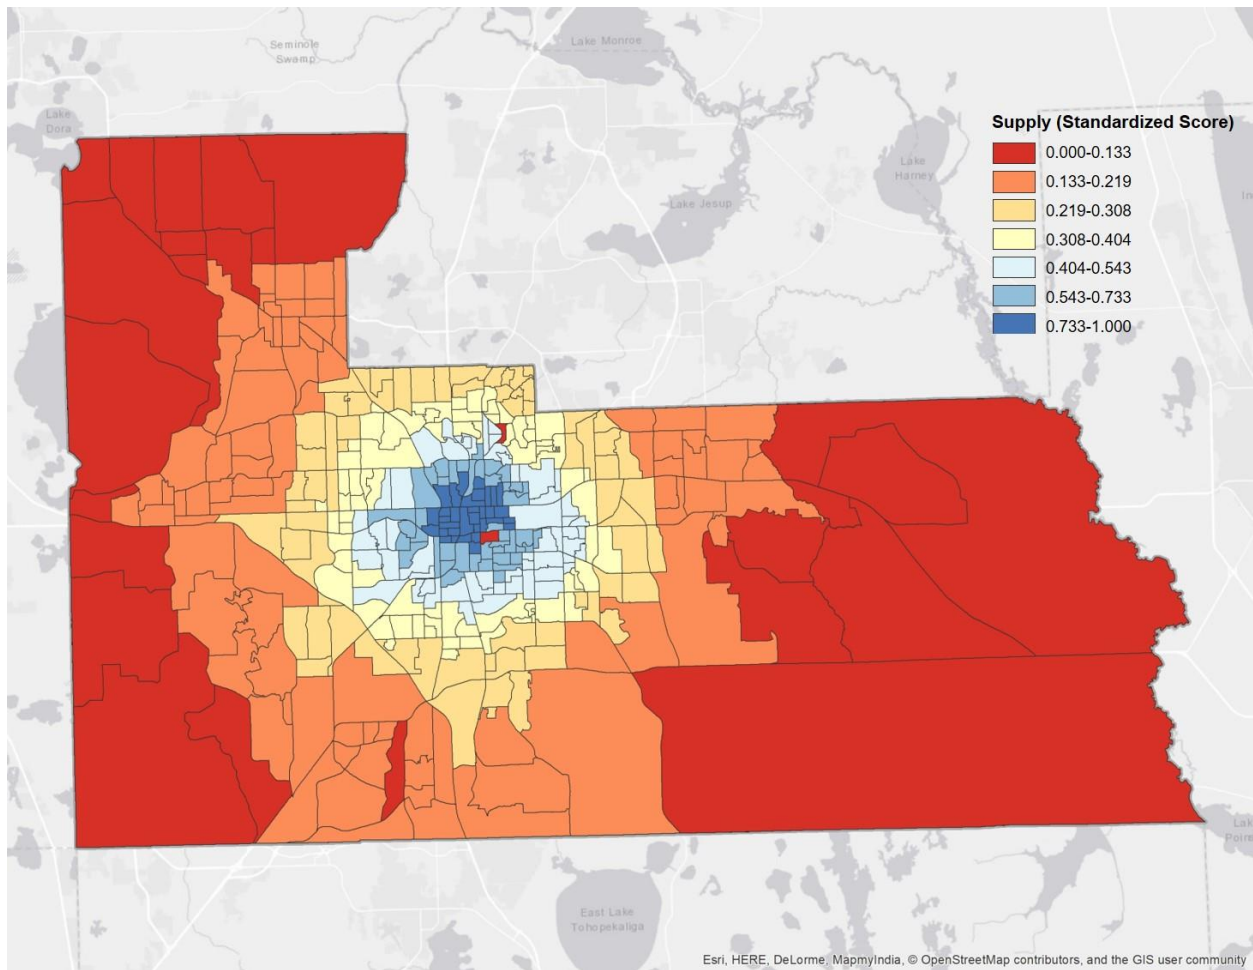 Seminole
Swamp
Lake Monroe
Lake
Dora
Lake
Harney
Lake Jesup
Supply (Standardized Score)
0.000-0.133
0.133-0.219
0.219-0.308
0.308-0.404
0.404-0.543
0.543-0.733
0.733-1.000
East Lake
Tohopekaliga
Esri, HERE, DeLorme, MapmyIndia, © OpenStreetMap contributors, and the GIS user community